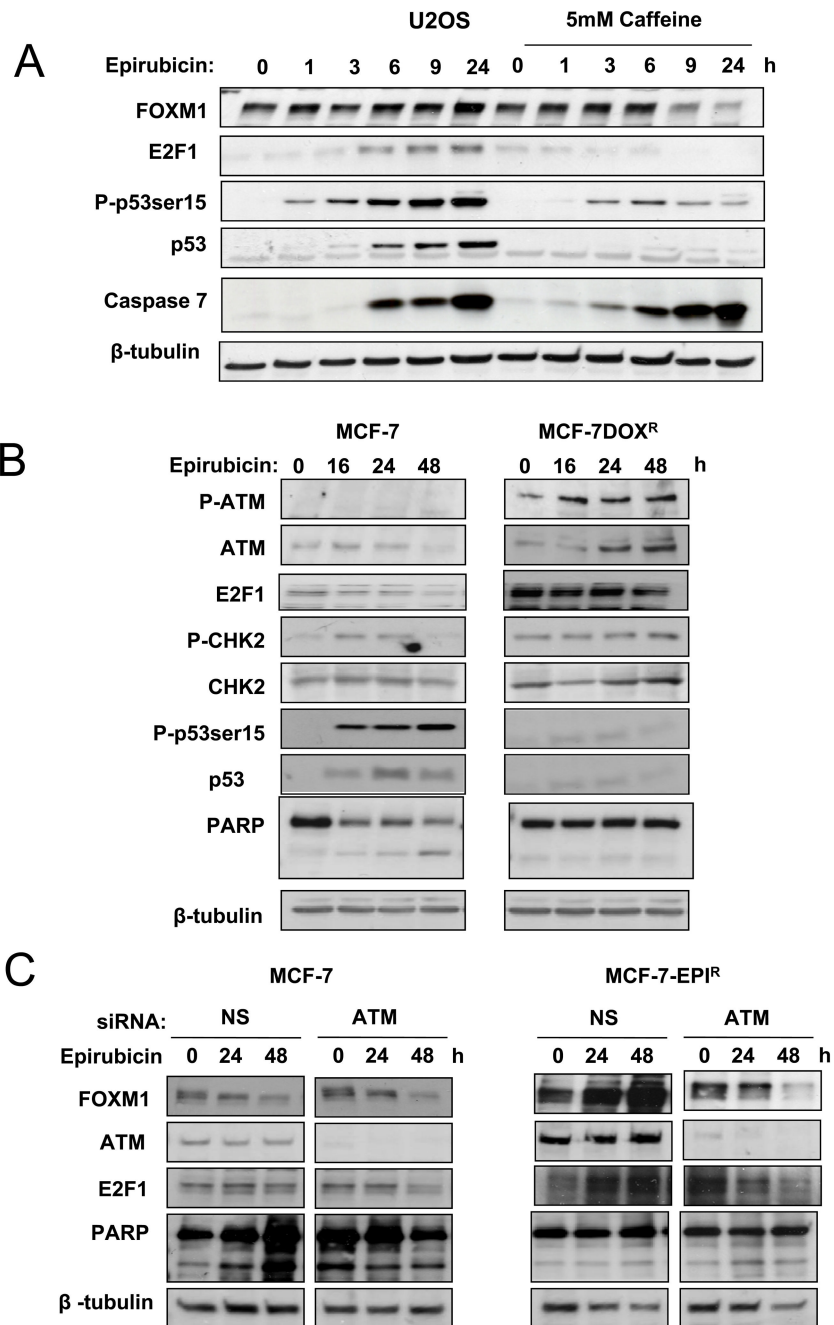 A
U2OS 5mM Caffeine
Epirubicin: 0 1 3 6 9 24 0 1 3 6 9 24 h
FOXM1
E2F1
P-p53ser15
p53
Caspase 7
β-tubulin
B
MCF-7 MCF-7DOXᴿ
Epirubicin: 0 16 24 48 0 16 24 48 h
P-ATM
ATM
E2F1
P-CHK2
CHK2
P-p53ser15
p53
PARP
β-tubulin
C
MCF-7 MCF-7-EPIᴿ
siRNA: NS ATM NS ATM
Epirubicin 0 24 48 0 24 48 h 0 24 48 0 24 48 h
FOXM1
ATM
E2F1
PARP
β -tubulin